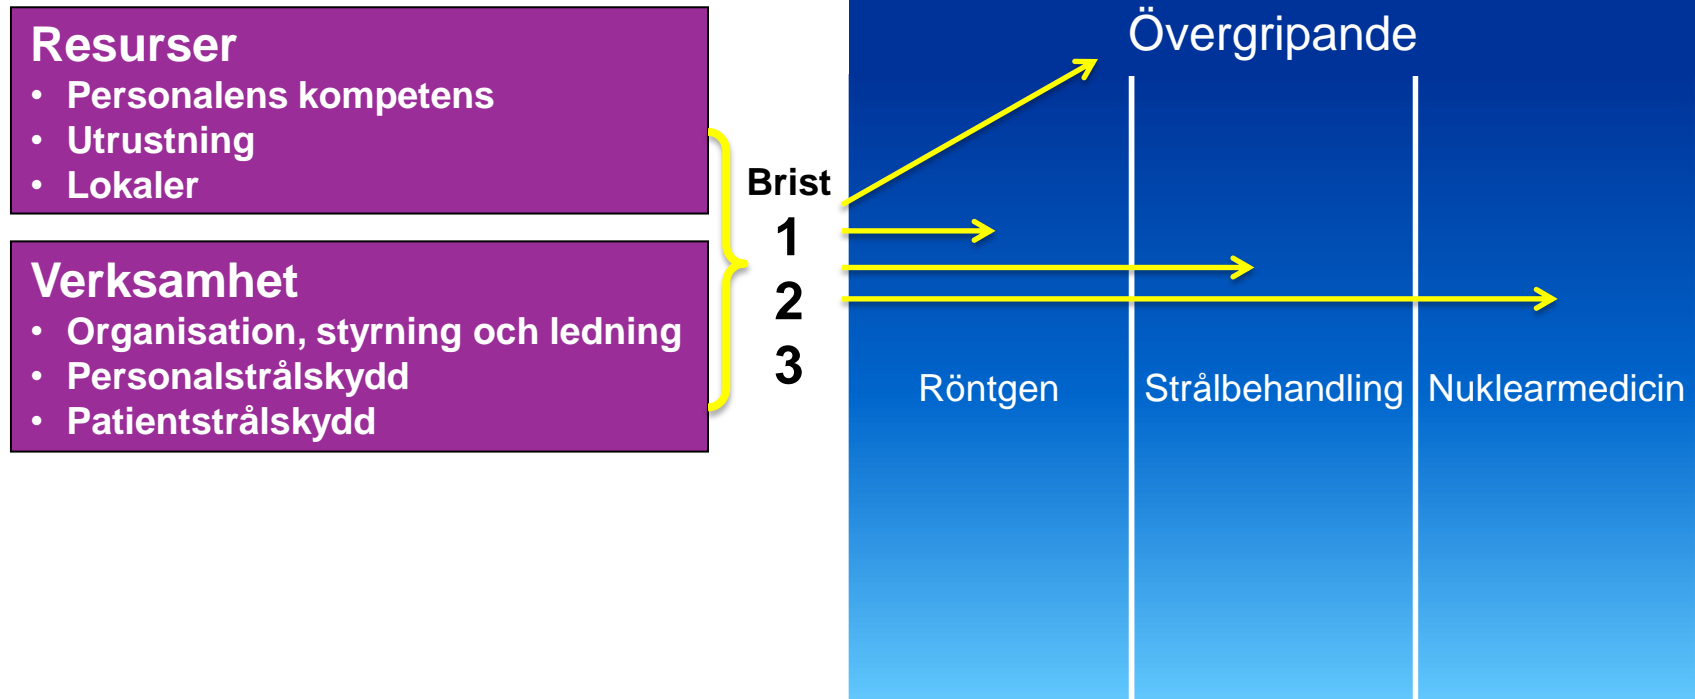 Resurser
• Personalens kompetens
• Utrustning
• Lokaler
Verksamhet
• Organisation, styrning och ledning
• Personalstrålskydd
• Patientstrålskydd
Brist
1
2
3
Övergripande
Röntgen
Strålbehandling
Nuklearmedicin